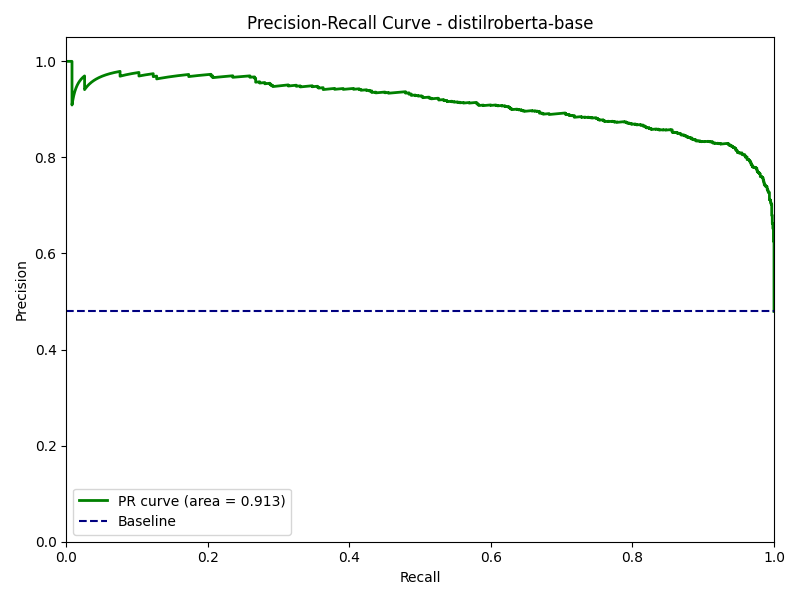 Precision-Recall Curve - distilroberta-base
1.0
0.8
0.6
0.4
0.2
0.0
Precision
PR curve (area = 0.913)
Baseline
0.0 0.2 0.4 0.6 0.8 1.0
Recall